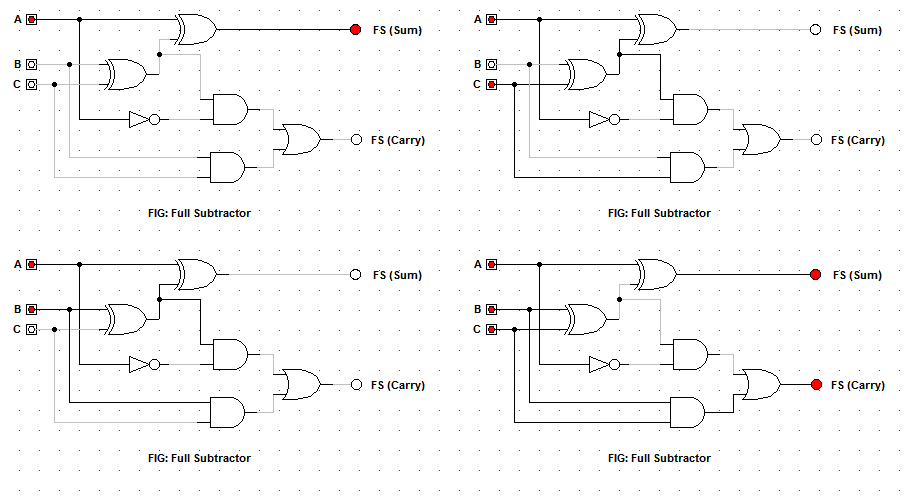 A
FS (Sum)
B
C
FS (Carry)
FIG: Full Subtractor
A
FS (Sum)
B
C
FS (Carry)
FIG: Full Subtractor
A
FS (Sum)
B
C
FS (Carry)
FIG: Full Subtractor
A
FS (Sum)
B
C
FS (Carry)
FIG: Full Subtractor